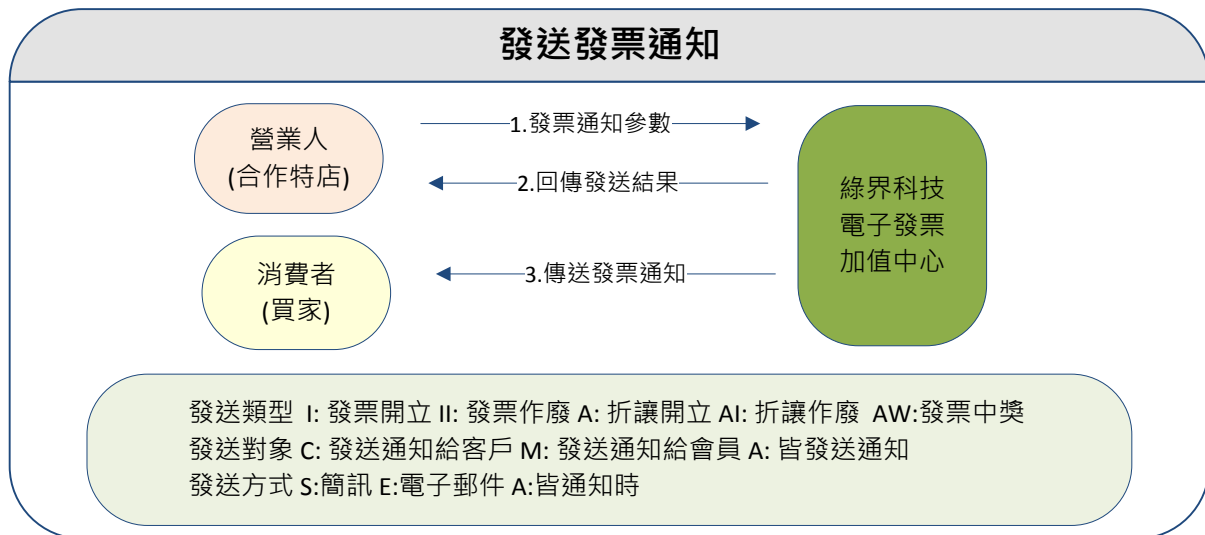 發送發票通知
營業人
(合作特店)
1.發票通知參數
2.回傳發送結果
綠界科技
電子發票
加值中心
消費者
(買家)
3.傳送發票通知
發送類型 I: 發票開立 II: 發票作廢 A: 折讓開立 AI: 折讓作廢 AW:發票中獎
發送對象 C: 發送通知給客戶 M: 發送通知給會員 A: 皆發送通知
發送方式 S:簡訊 E:電子郵件 A:皆通知時